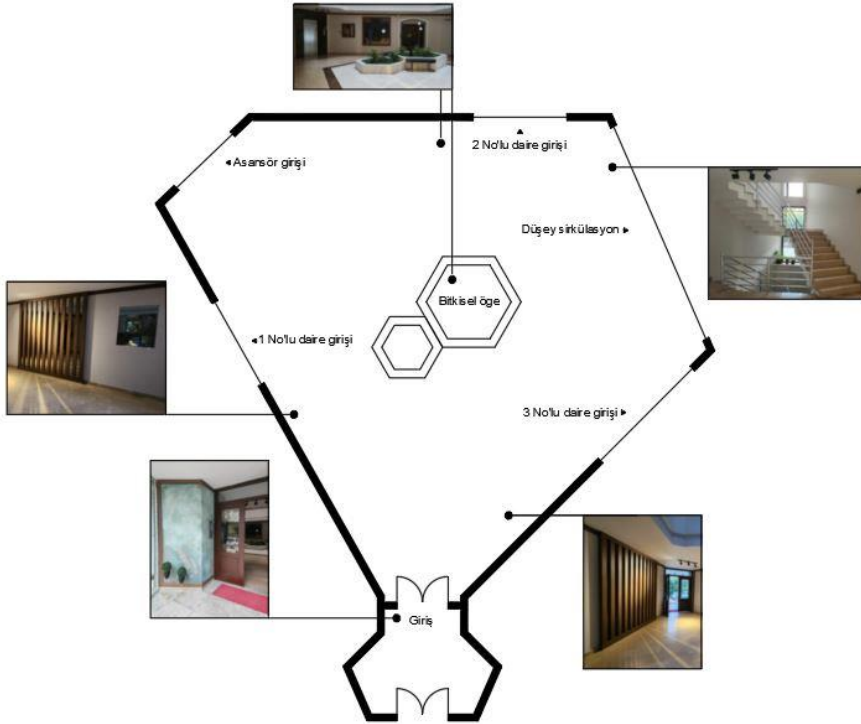 2 No'lu daire girişi
Asansör girişi
Düşey sirkülasyon
Bitkisel öge
1 No'lu daire girişi
3 No'lu daire girişi
Giriş